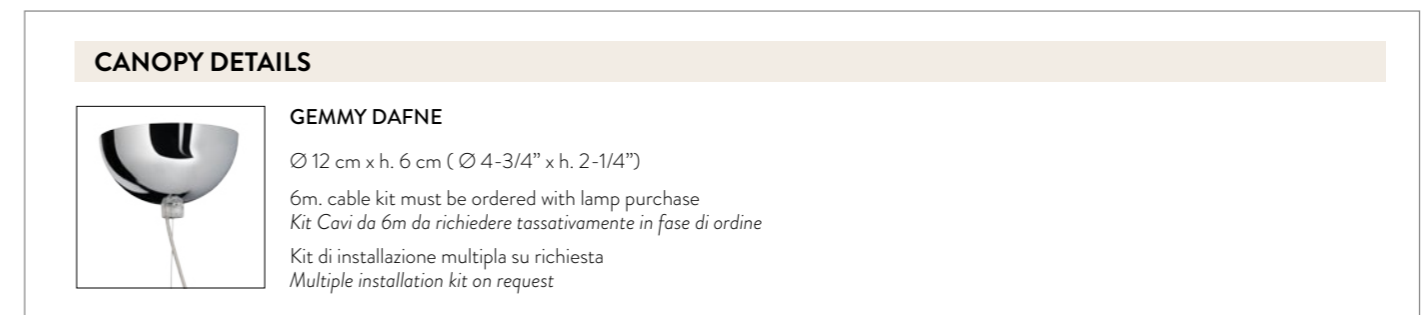 CANOPY DETAILS
GEMMY DAFNE
Ø 12 cm x h. 6 cm ( Ø 4-3/4” x h. 2-1/4”)
6m. cable kit must be ordered with lamp purchase
Kit Cavi da 6m da richiedere tassativamente in fase di ordine
Kit di installazione multipla su richiesta
Multiple installation kit on request